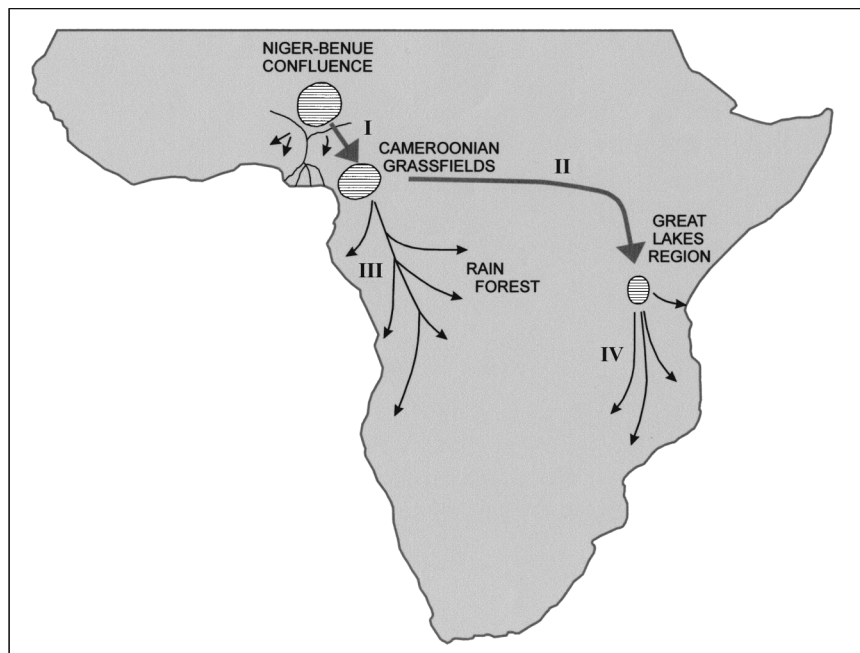 NIGER-BENUE
CONFLUENCE
I
CAMEROONIAN
GRASSFIELDS
II
GREAT
LAKES
REGION
III
RAIN
FOREST
IV